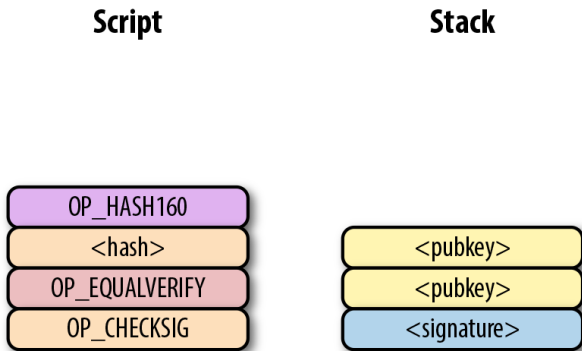 Script
Stack
OP_HASH160
<hash>
<pubkey>
OP_EQUALVERIFY
<pubkey>
OP_CHECKSIG
<signature>